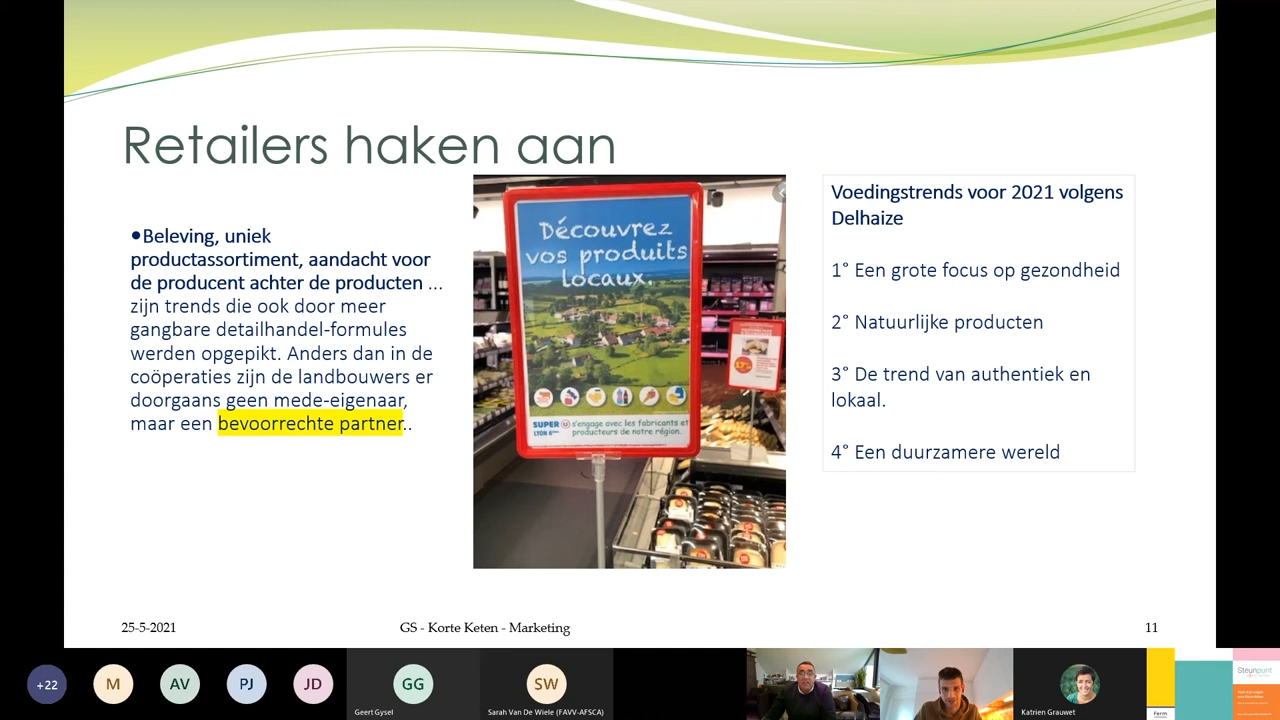 Retailers haken aan
•Beleving, uniek
productassortiment, aandacht voor
de producent achter de producten ...
zijn trends die ook door meer
gangbare detailhandel-formules
werden opgepikt. Anders dan in de
coöperaties zijn de landbouwers er
doorgaans geen mede-eigenaar,
maar een bevoorrechte partner..
Découvrez
vos produits
locaux.
SUPER U
LYON 6ème
s'engage avec les fabricants et
producteurs de notre région.
Voedingstrends voor 2021 volgens
Delhaize
1° Een grote focus op gezondheid
2° Natuurlijke producten
3° De trend van authentiek en
lokaal.
4° Een duurzamere wereld
25-5-2021
GS - Korte Keten - Marketing
11
+22
M
AV
PJ
JD
GG
Geert Gysel
SW
Sarah Van De Wiele (FAVV-AFSCA)
Katrien Grauwet
Ferm
Steunpunt